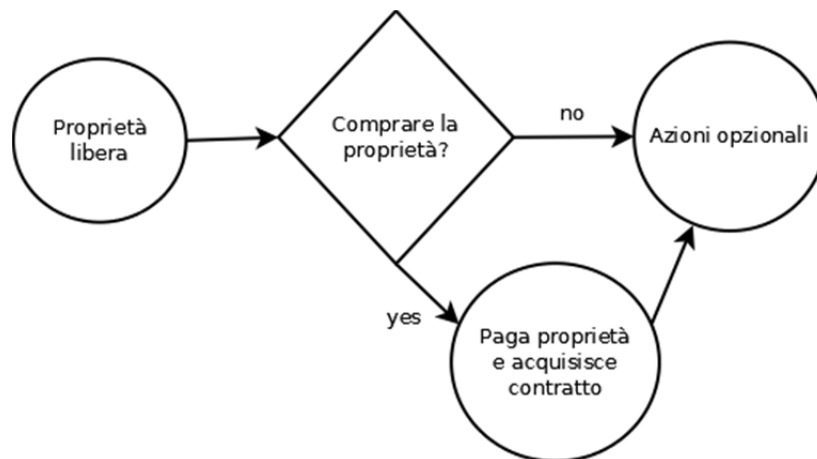 Proprietà
libera
Comprare la
proprietà?
no
Azioni opzionali
yes
Paga proprietà
e acquisisce
contratto